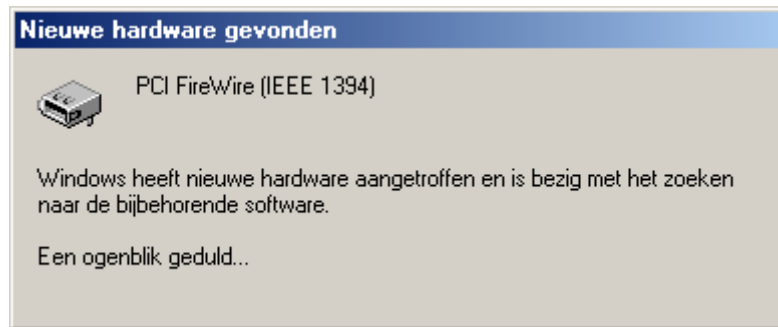 Nieuwe hardware gevonden
PCI FireWire (IEEE 1394)
Windows heeft nieuwe hardware aangetroffen en is bezig met het zoeken
naar de bijbehorende software.
Een ogenblik geduld...